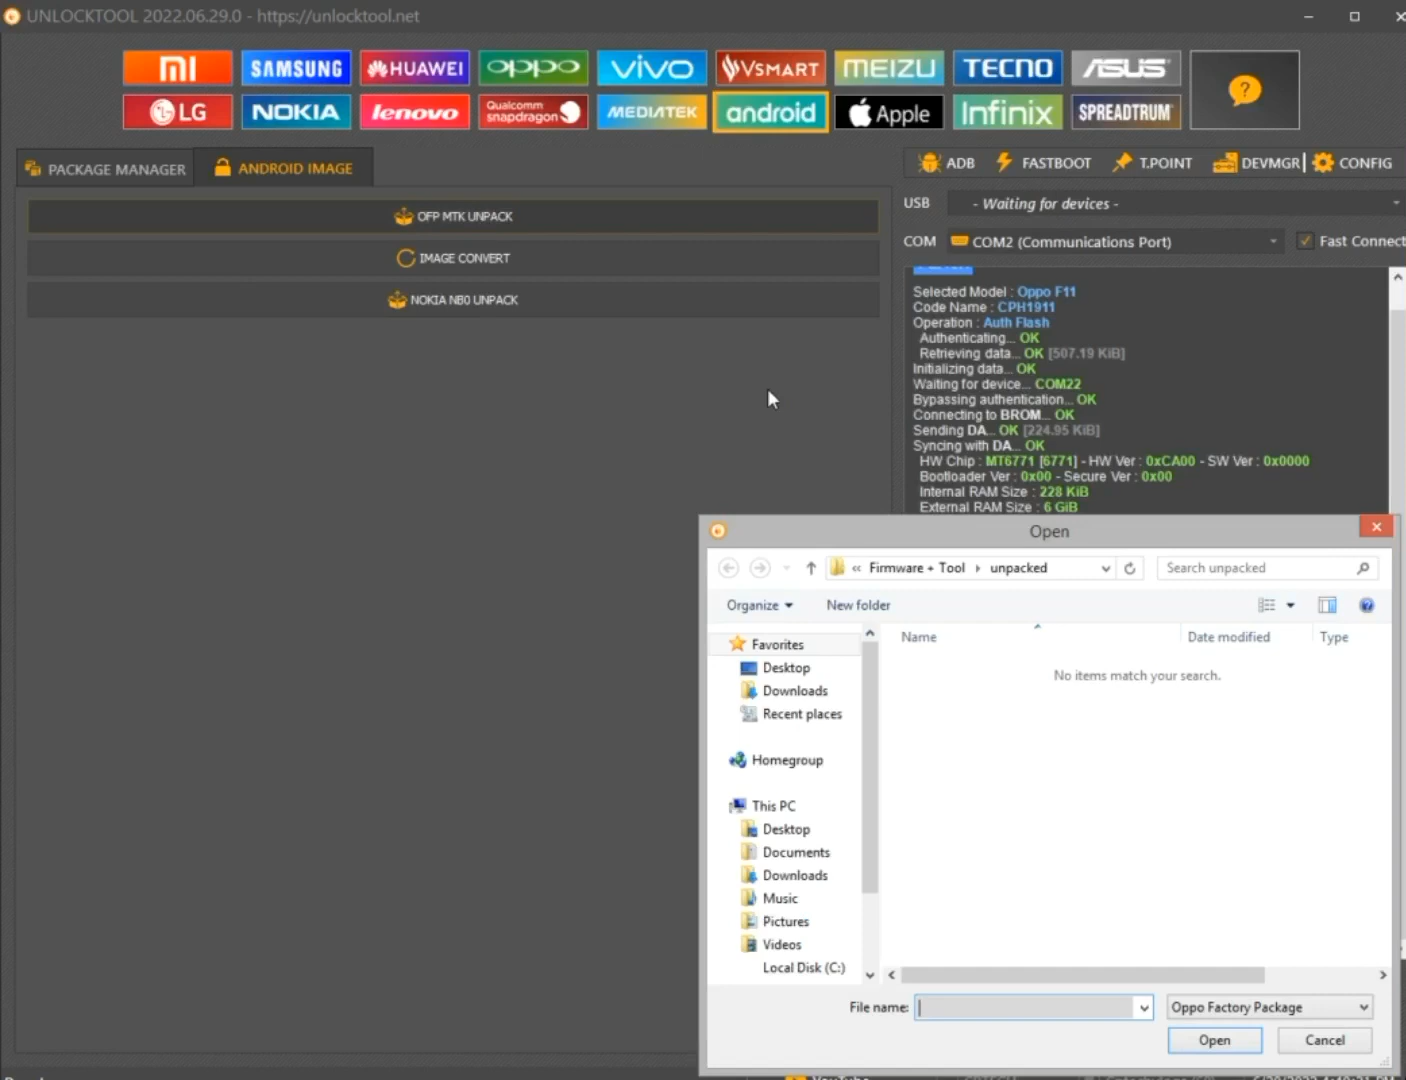 UNLOCKTOOL 2022.06.29.0 - https://unlocktool.net
mi SAMSUNG HUAWEI oppo vivo VSMART MEIZU TECNO ASUS ?
LG NOKIA lenovo Qualcomm snapdragon MEDIATEK android Apple Infinix SPREADTRUM
PACKAGE MANAGER ANDROID IMAGE
ADB FASTBOOT T.POINT DEVMGR CONFIG
OFP MTK UNPACK
IMAGE CONVERT
NOKIA NB0 UNPACK
USB - Waiting for devices -
COM COM2 (Communications Port) Fast Connect
Selected Model : Oppo F11
Code Name : CPH1911
Operation : Auth Flash
Authenticating... OK
Retrieving data... OK [507.19 KiB]
Initializing data... OK
Waiting for device... COM22
Bypassing authentication... OK
Connecting to BROM... OK
Sending DA... OK [224.95 KiB]
Syncing with DA... OK
HW Chip : MT6771 [6771] - HW Ver : 0xCA00 - SW Ver : 0x0000
Bootloader Ver : 0x00 - Secure Ver : 0x00
Internal RAM Size : 228 KiB
External RAM Size : 6 GiB
Open
« Firmware + Tool unpacked
Search unpacked
Organize New folder
Name Date modified Type
No items match your search.
Favorites
Desktop
Downloads
Recent places
Homegroup
This PC
Desktop
Documents
Downloads
Music
Pictures
Videos
Local Disk (C:)
File name: Oppo Factory Package
Open Cancel